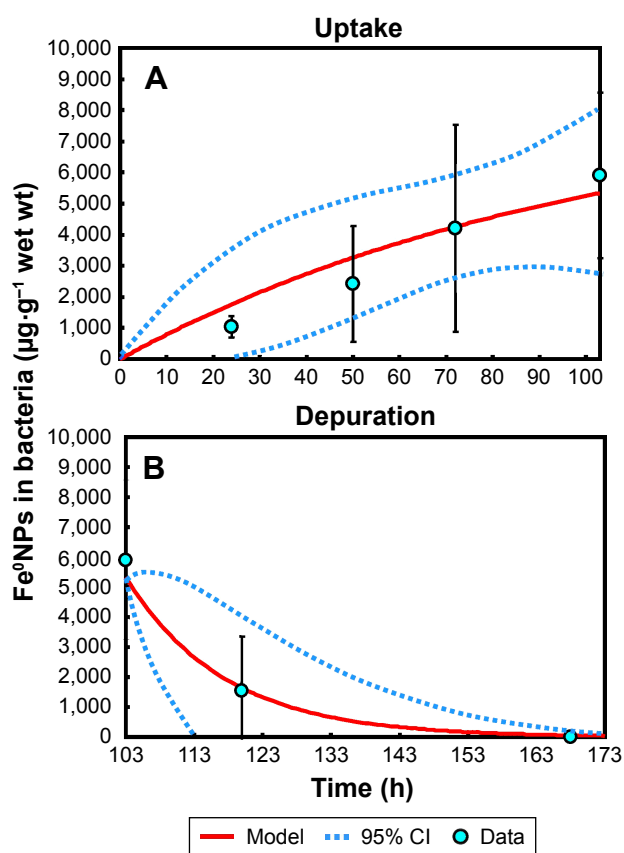 Uptake
A
10,000
9,000
8,000
7,000
6,000
5,000
4,000
3,000
2,000
1,000
0
0 10 20 30 40 50 60 70 80 90 100
Fe⁰NPs in bacteria (µg·g⁻¹ wet wt)
Depuration
B
10,000
9,000
8,000
7,000
6,000
5,000
4,000
3,000
2,000
1,000
0
103 113 123 133 143 153 163 173
Time (h)
Model 95% CI Data